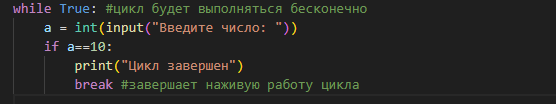 while True: #цикл будет выполняться бесконечно
    a = int(input("Введите число: "))
    if a==10:
        print("Цикл завершен")
        break #завершает наживую работу цикла